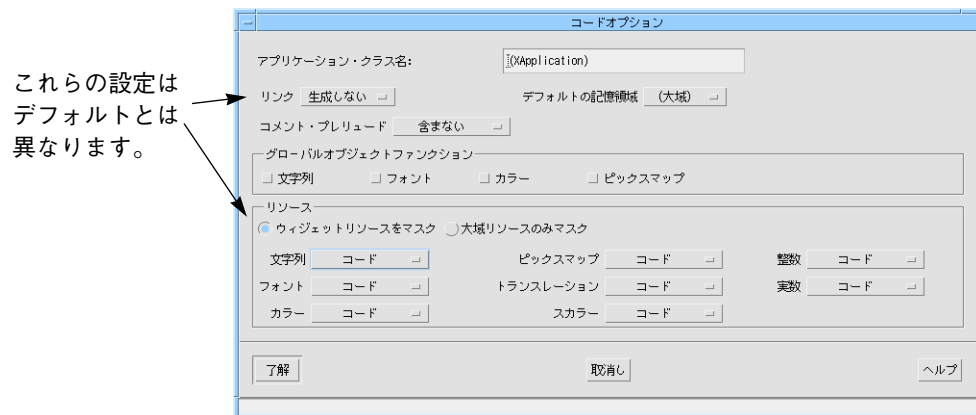 コードオプション
アプリケーション・クラス名: (XApplication)
これらの設定は
デフォルトとは
異なります。
リンク 生成しない デフォルトの記憶領域 (大域)
コメント・プレリュード 含まない
グローバルオブジェクトファンクション
文字列 フォント カラー ピックスマップ
リソース
ウィジェットリソースをマスク 大域リソースのみマスク
文字列 コード ピックスマップ コード 整数 コード
フォント コード トランスレーション コード 実数 コード
カラー コード スカラー コード
了解 取消し ヘルプ